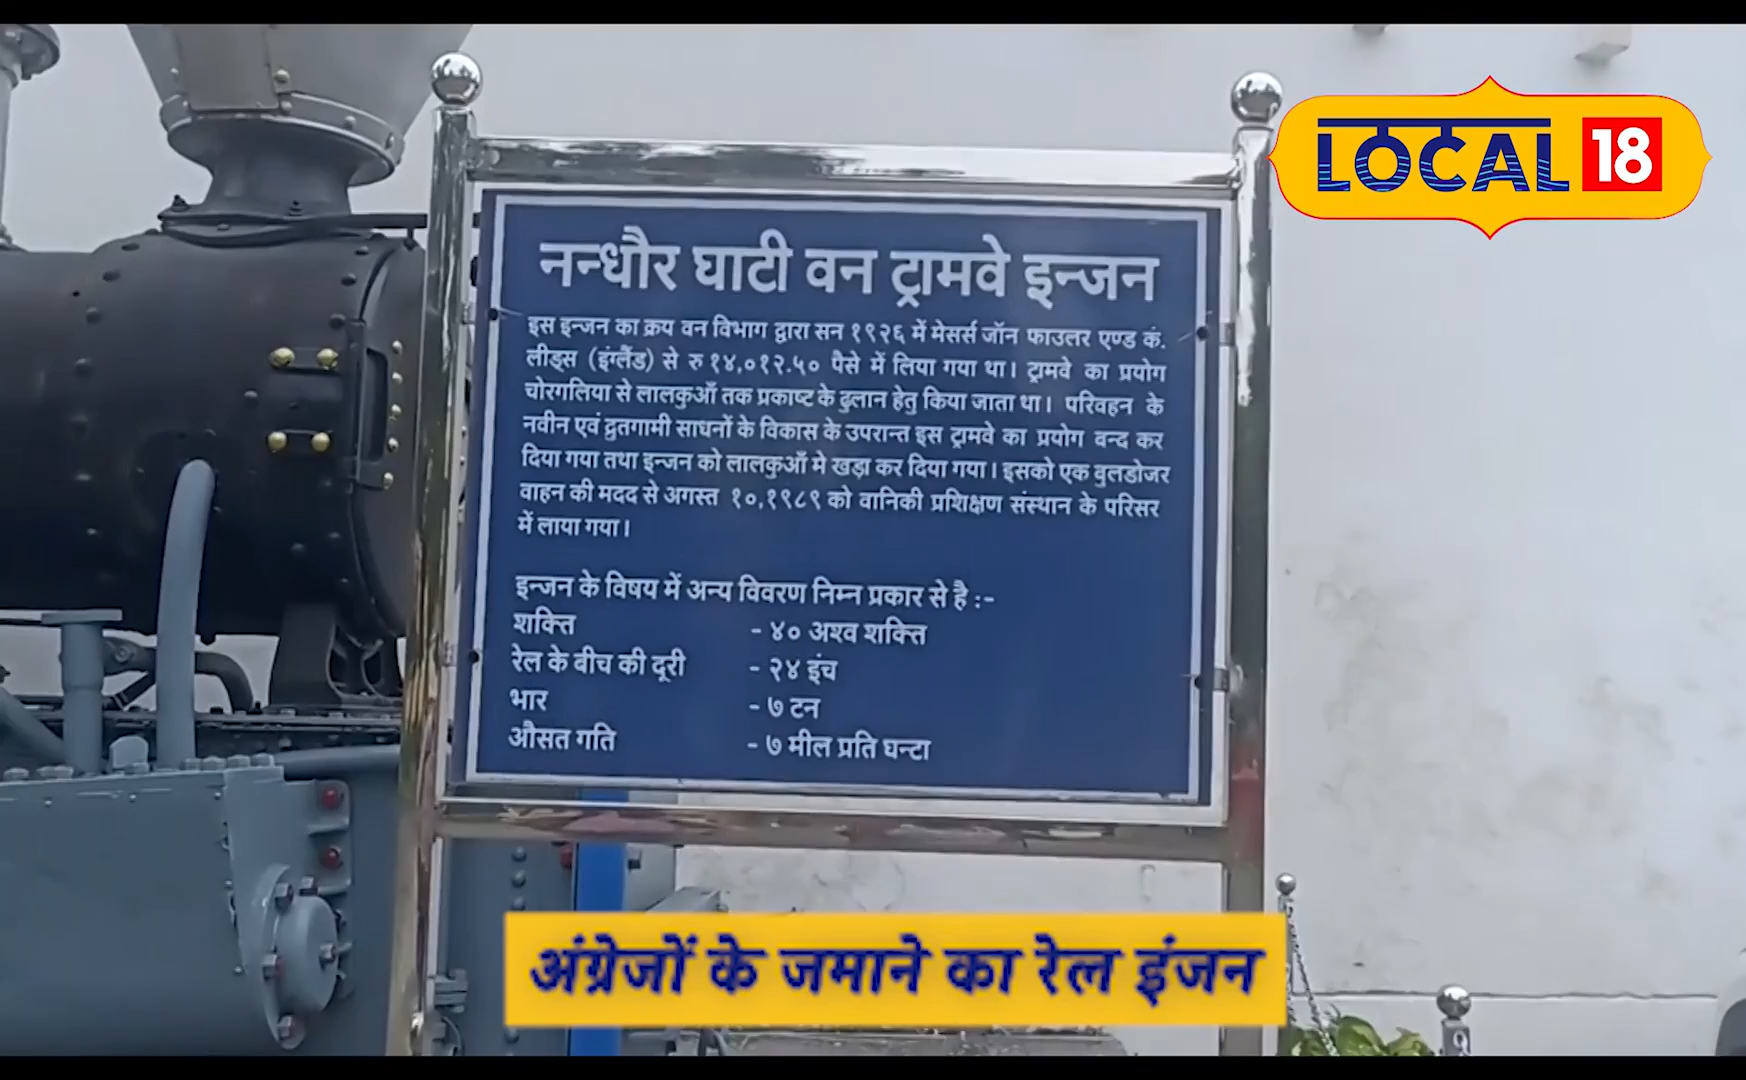 LOCAL 18
नन्धौर घाटी वन ट्रामवे इन्जन
इस इन्जन का क्रय वन विभाग द्वारा सन १९२६ में मेसर्स जॉन फाउलर एण्ड कं.
लीड्स (इंग्लैंड) से रु १४,०१२.५० पैसे में लिया गया था। ट्रामवे का प्रयोग
चोरगलिया से लालकुआँ तक प्रकाष्ट के ढुलान हेतु किया जाता था। परिवहन के
नवीन एवं द्रुतगामी साधनों के विकास के उपरान्त इस ट्रामवे का प्रयोग बन्द कर
दिया गया तथा इन्जन को लालकुआँ मे खड़ा कर दिया गया। इसको एक बुलडोजर
वाहन की मदद से अगस्त १०,१९८९ को वानिकी प्रशिक्षण संस्थान के परिसर
में लाया गया।
इन्जन के विषय में अन्य विवरण निम्न प्रकार से है :-
शक्ति - ४० अश्व शक्ति
रेल के बीच की दूरी - २४ इंच
भार - ७ टन
औसत गति - ७ मील प्रति घन्टा
अंग्रेजों के जमाने का रेल इंजन